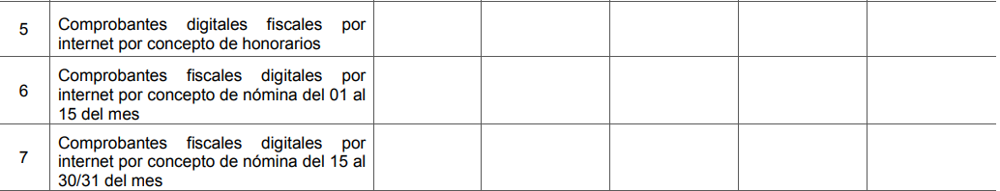 5
Comprobantes digitales fiscales por
internet por concepto de honorarios
6
Comprobantes fiscales digitales por
internet por concepto de nómina del 01 al
15 del mes
7
Comprobantes fiscales digitales por
internet por concepto de nómina del 15 al
30/31 del mes